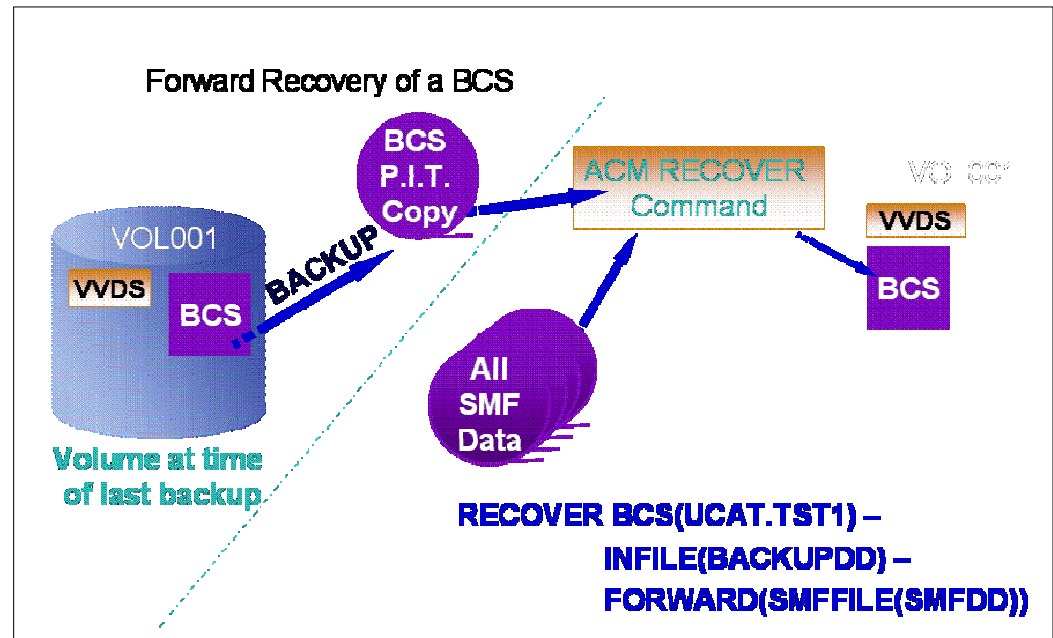 Forward Recovery of a BCS
BCS
P.I.T.
Copy
ACM RECOVER
Command
VVDS
BCS
VOL001
VVDS
BCS
BACKUP
All
SMF
Data
Volume at time
of last backup
RECOVER BCS(UCAT.TST1) –
INFILE(BACKUPDD) –
FORWARD(SMFFILE(SMFDD))